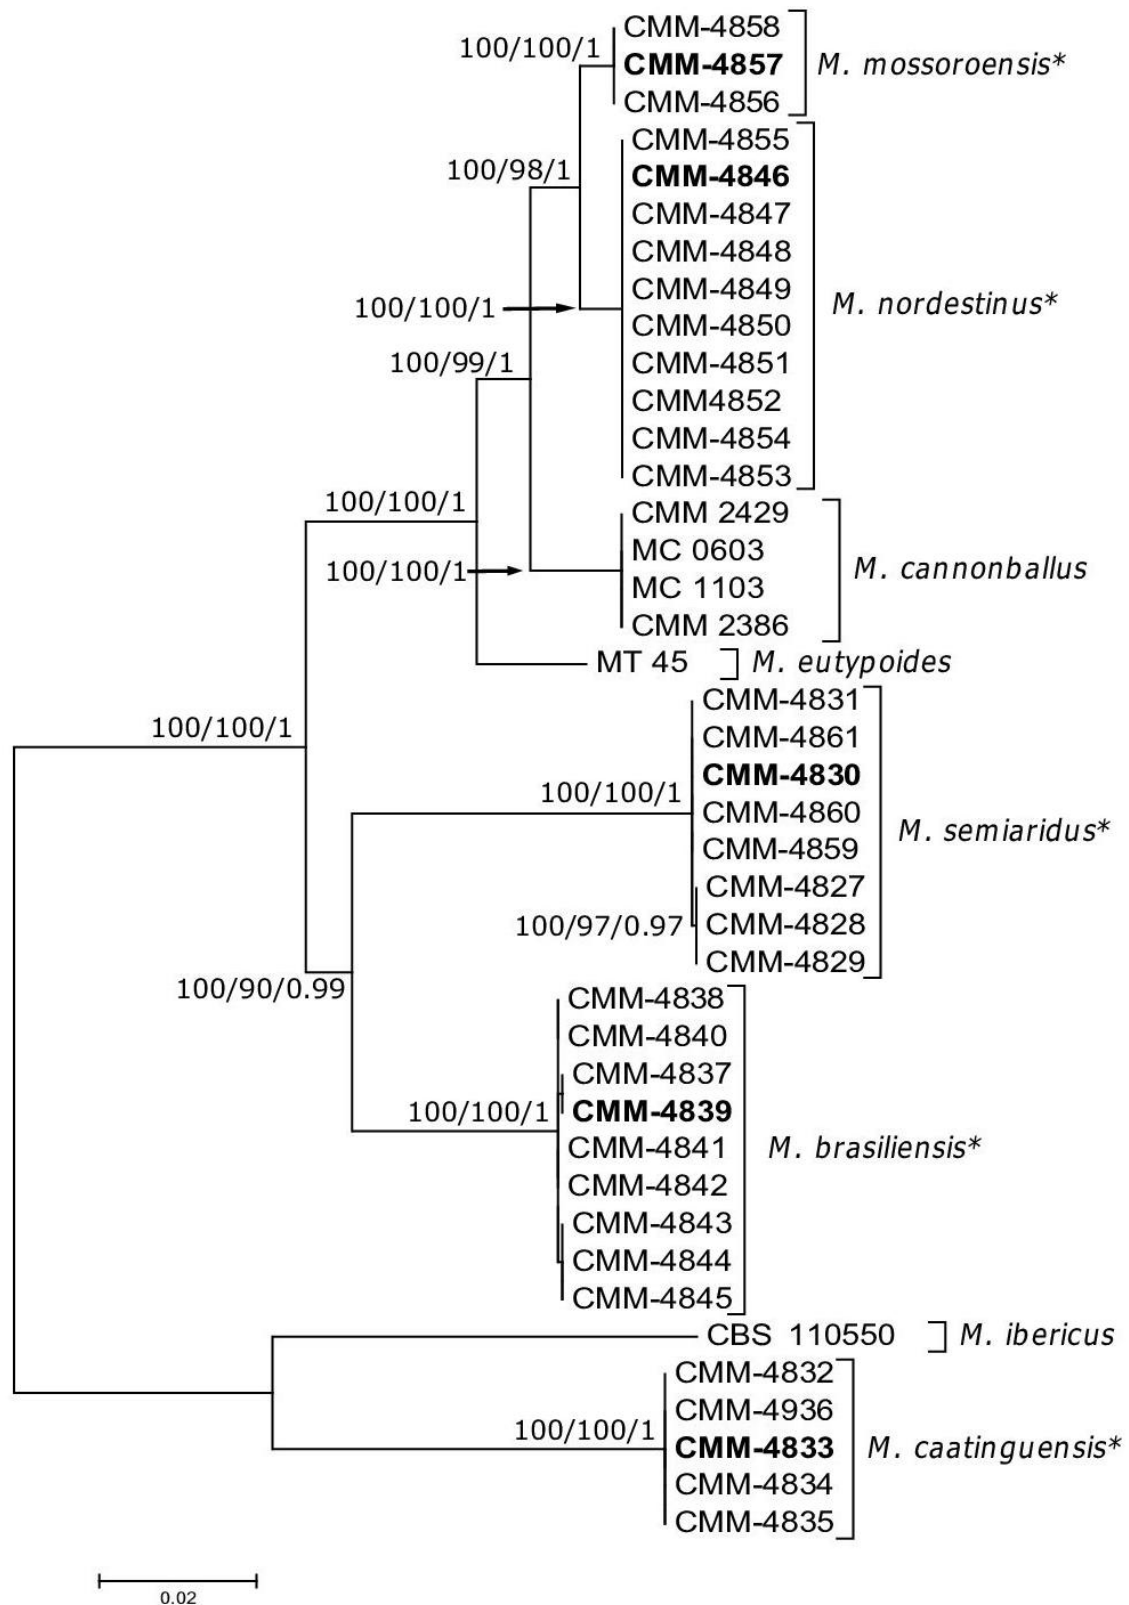 CMM-4858
100/100/1
CMM-4857
M. mossoroensis*
CMM-4856
CMM-4855
100/98/1
CMM-4846
CMM-4847
CMM-4848
CMM-4849
100/100/1
M. nordestinus*
CMM-4850
100/99/1
CMM-4851
CMM4852
CMM-4854
CMM-4853
100/100/1
CMM 2429
MC 0603
100/100/1
M. cannonballus
MC 1103
CMM 2386
MT 45
M. eutypoides
CMM-4831
100/100/1
CMM-4861
CMM-4830
100/100/1
CMM-4860
M. semiaridus*
CMM-4859
CMM-4827
100/97/0.97
CMM-4828
CMM-4829
100/90/0.99
CMM-4838
CMM-4840
CMM-4837
100/100/1
CMM-4839
CMM-4841
M. brasiliensis*
CMM-4842
CMM-4843
CMM-4844
CMM-4845
CBS 110550
M. ibericus
CMM-4832
CMM-4936
100/100/1
CMM-4833
M. caatinguensis*
CMM-4834
CMM-4835
0.02